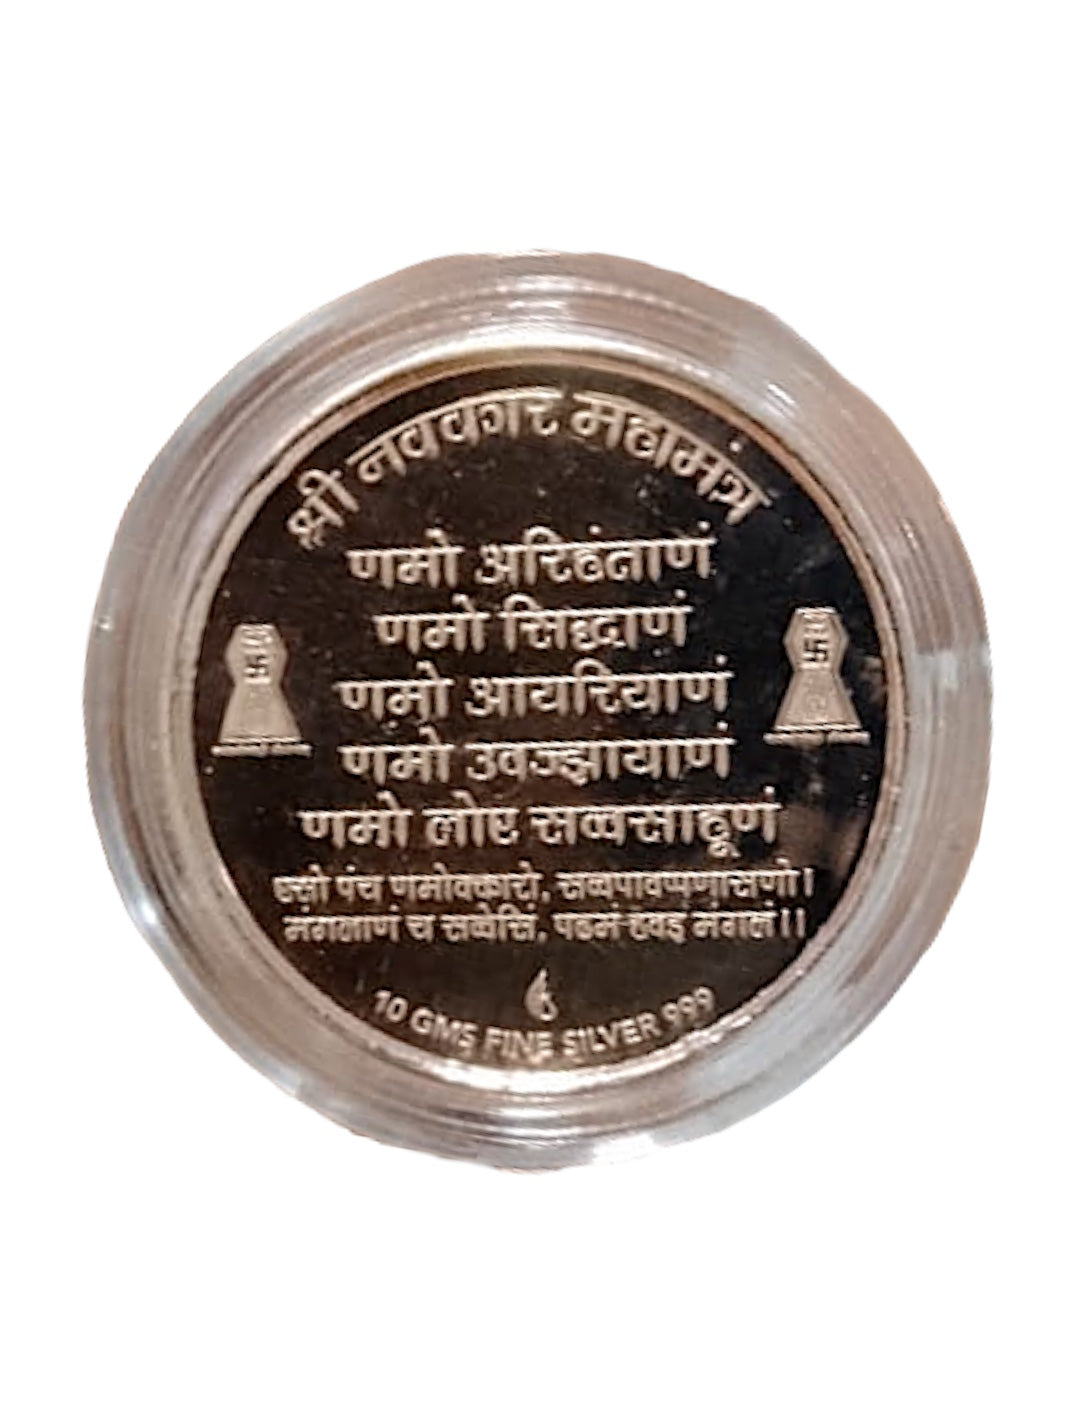 श्री नवकार महामंत्र
णमो अरिहंताणं
णमो सिद्धाणं
णमो आयरियाणं
णमो उवज्झायाणं
णमो लोए सव्वसाहूणं
एसो पंच णमोक्कारो, सव्वपावप्पणासणो।
मंगलाणं च सव्वेसिं, पढमं हवइ मंगलं।।
10 GMS FINE SILVER 999